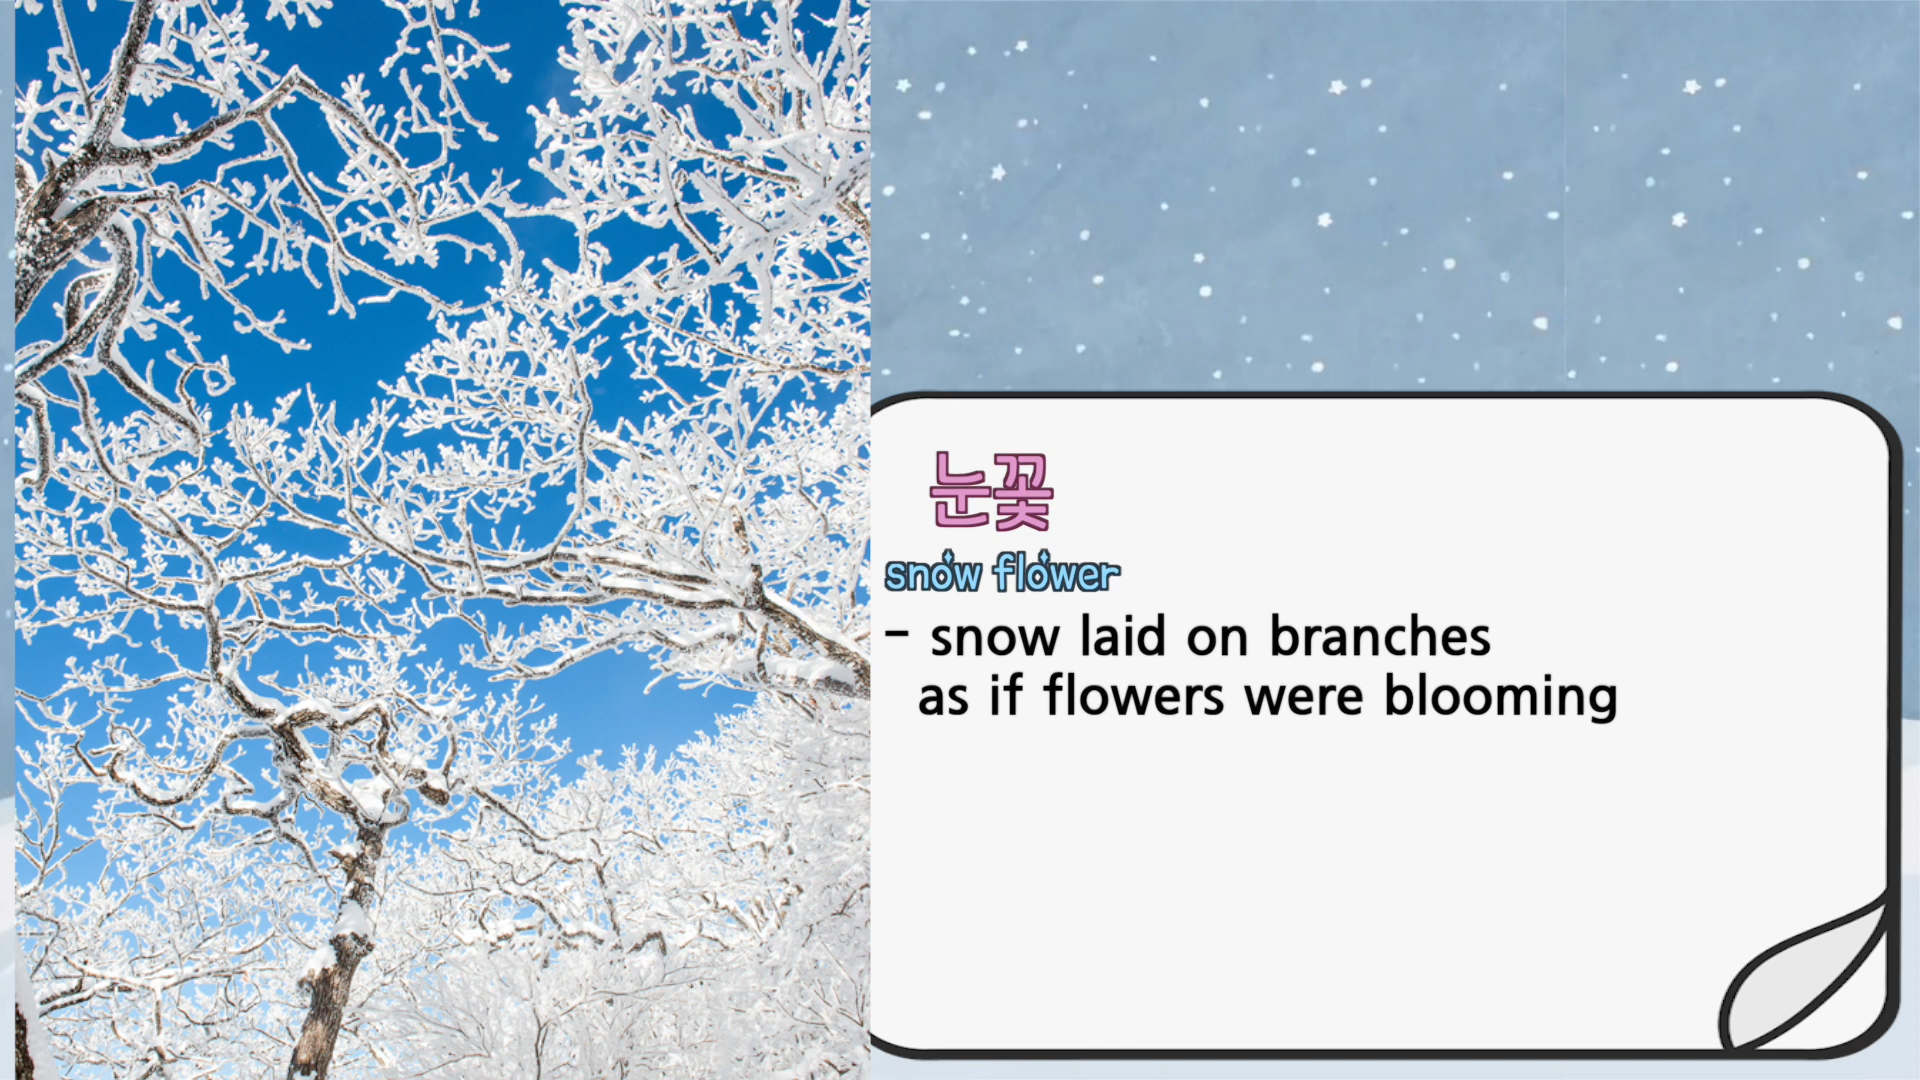 눈꽃
snow flower
- snow laid on branches
as if flowers were blooming